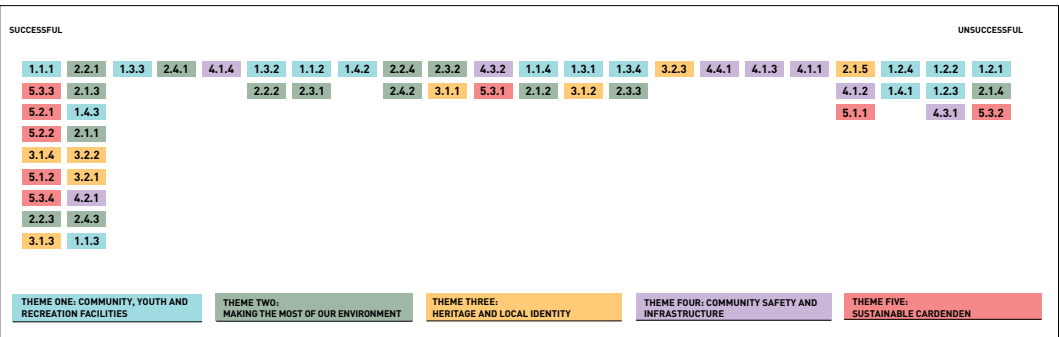 SUCCESSFUL UNSUCCESSFUL
1.1.1 2.2.1 1.3.3 2.4.1 4.1.4 1.3.2 1.1.2 1.4.2 2.2.4 2.3.2 4.3.2 1.1.4 1.3.1 1.3.4 3.2.3 4.4.1 4.1.3 4.1.1 2.1.5 1.2.4 1.2.2 1.2.1
5.3.3 2.1.3 2.2.2 2.3.1 2.4.2 3.1.1 5.3.1 2.1.2 3.1.2 2.3.3 4.1.2 1.4.1 1.2.3 2.1.4
5.2.1 1.4.3 5.1.1 4.3.1 5.3.2
5.2.2 2.1.1
3.1.4 3.2.2
5.1.2 3.2.1
5.3.4 4.2.1
2.2.3 2.4.3
3.1.3 1.1.3
THEME ONE: COMMUNITY, YOUTH AND
RECREATION FACILITIES
THEME TWO:
MAKING THE MOST OF OUR ENVIRONMENT
THEME THREE:
HERITAGE AND LOCAL IDENTITY
THEME FOUR: COMMUNITY SAFETY AND
INFRASTRUCTURE
THEME FIVE:
SUSTAINABLE CARDENDEN